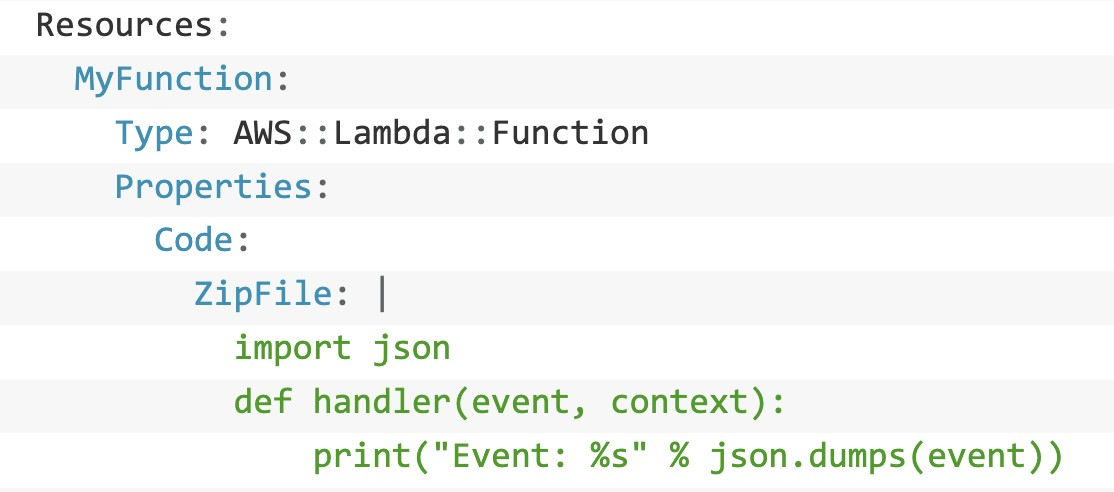 Resources:
  MyFunction:
    Type: AWS::Lambda::Function
    Properties:
      Code:
        ZipFile: |
          import json
          def handler(event, context):
              print("Event: %s" % json.dumps(event))